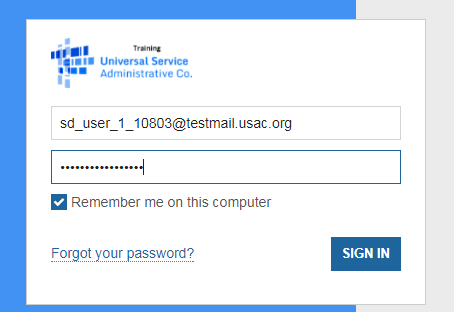 Training
Universal Service
Administrative Co.
sd_user_1_10803@testmail.usac.org
•••••••••••••••••
Remember me on this computer
Forgot your password?
SIGN IN